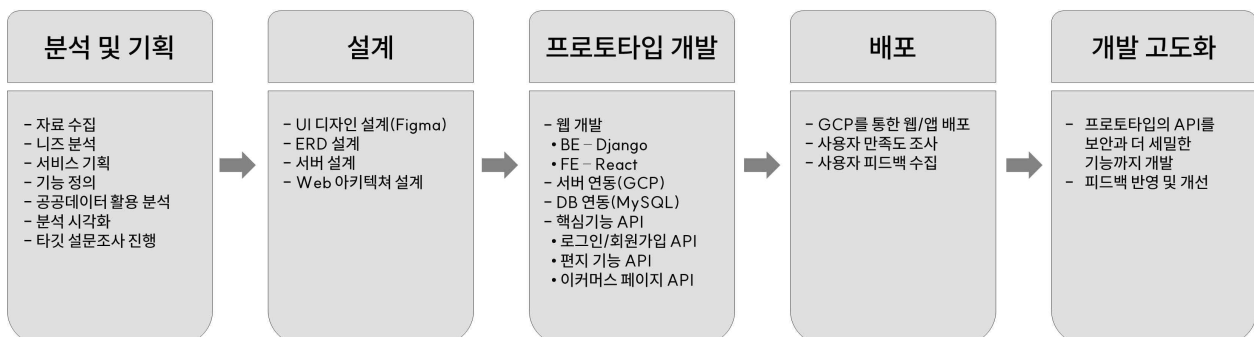 분석 및 기획
- 자료 수집
- 니즈 분석
- 서비스 기획
- 기능 정의
- 공공데이터 활용 분석
- 분석 시각화
- 타깃 설문조사 진행
설계
- UI 디자인 설계(Figma)
- ERD 설계
- 서버 설계
- Web 아키텍쳐 설계
프로토타입 개발
- 웹 개발
• BE – Django
• FE – React
- 서버 연동(GCP)
- DB 연동(MySQL)
- 핵심기능 API
• 로그인/회원가입 API
• 편지 기능 API
• 이커머스 페이지 API
배포
- GCP를 통한 웹/앱 배포
- 사용자 만족도 조사
- 사용자 피드백 수집
개발 고도화
- 프로토타입의 API를
보안과 더 세밀한
기능까지 개발
- 피드백 반영 및 개선